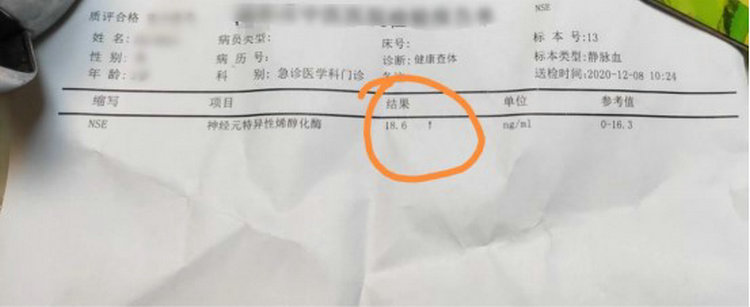 质评合格
NSE
姓 名:
病员类型:
床号:
标 本 号:13
性 别:
病 历 号:
诊断:健康查体
标本类型:静脉血
年 龄:
科 别:急诊医学科门诊
送检时间:2020-12-08 10:24
缩写 项目 结果 单位 参考值
NSE 神经元特异性烯醇化酶 18.6 ↑ ng/ml 0-16.3